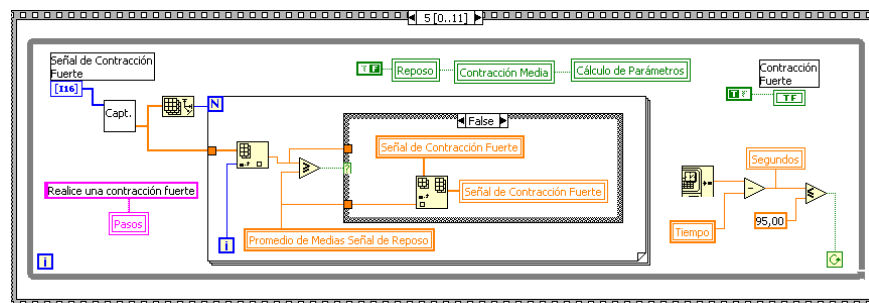 5 [0..11]
Señal de Contracción
Fuerte
[I16]
Capt.
N
T F
Reposo
Contracción Media
Cálculo de Parámetros
Contracción
Fuerte
T F
T F
False
Señal de Contracción Fuerte
Señal de Contracción Fuerte
?
Segundos
Realice una contracción fuerte
Pasos
i
Promedio de Medias Señal de Reposo
Tiempo
95,00
i